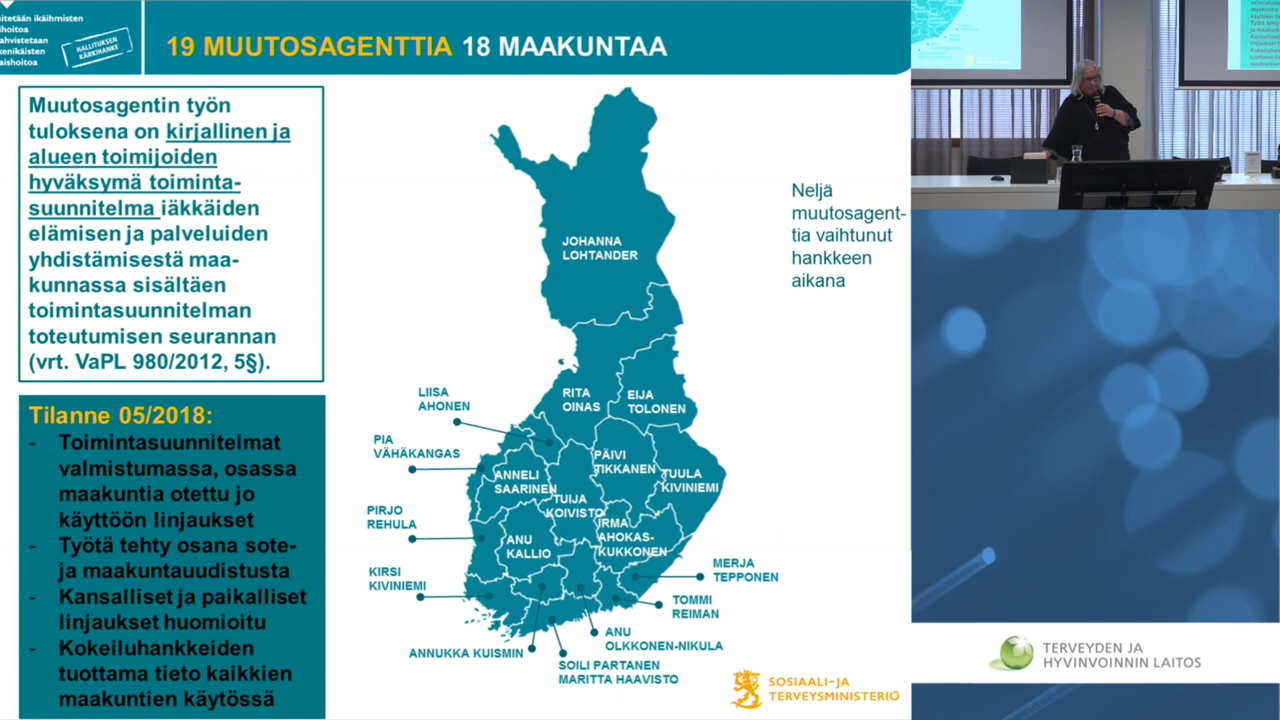 itetään ikäihmisten
ihoitoa
ahvistetaan
aishoitoa
HALLITUKSEN
KÄRKIHANKE
19 MUUTOSAGENTTIA 18 MAAKUNTAA
Muutosagentin työn
tuloksena on kirjallinen ja
alueen toimijoiden
hyväksymä toiminta-
suunnitelma iäkkäiden
elämisen ja palveluiden
yhdistämisestä maa-
kunnassa sisältäen
toimintasuunnitelman
toteutumisen seurannan
(vrt. VaPL 980/2012, 5§).
Tilanne 05/2018:
- Toimintasuunnitelmat
valmistumassa, osassa
maakuntia otettu jo
käyttöön linjaukset
- Työtä tehty osana sote-
ja maakuntauudistusta
- Kansalliset ja paikalliset
linjaukset huomioitu
- Kokeiluhankkeiden
tuottama tieto kaikkien
maakuntien käytössä
Neljä
muutosagent-
tia vaihtunut
hankkeen
aikana
JOHANNA
LOHTANDER
RITA
OINAS
EIJA
TOLONEN
LIISA
AHONEN
PIA
VÄHÄKANGAS
ANNELI
SAARINEN
PÄIVI
TIKKANEN
TUULA
KIVINIEMI
TUIJA
KOIVISTO
PIRJO
REHULA
ANU
KALLIO
IRMA
AHOKAS-
KUKKONEN
KIRSI
KIVINIEMI
MERJA
TEPPONEN
TOMMI
REIMAN
ANU
OLKKONEN-NIKULA
ANNUKKA KUISMIN
SOILI PARTANEN
MARITTA HAAVISTO
SOSIAALI- JA
TERVEYSMINISTERIÖ
TERVEYDEN JA
HYVINVOINNIN LAITOS